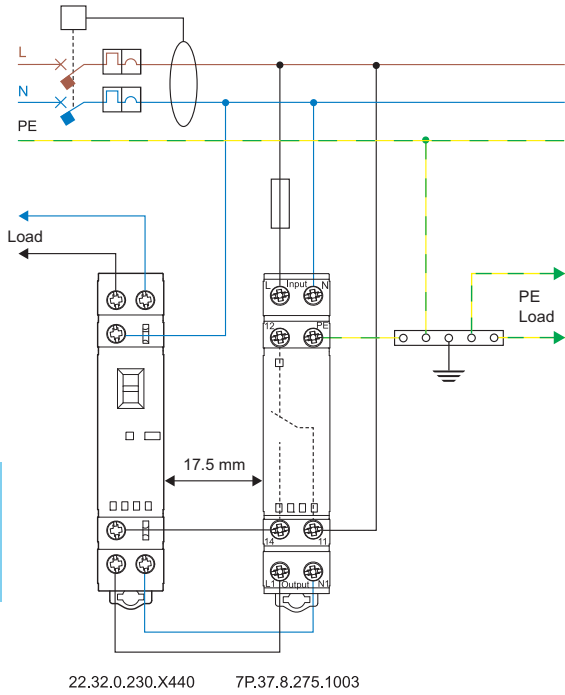 L
N
PE
Load
L Input N
12 PE
PE
Load
17.5 mm
14 11
L1 Output N1
22.32.0.230.X440 7P.37.8.275.1003